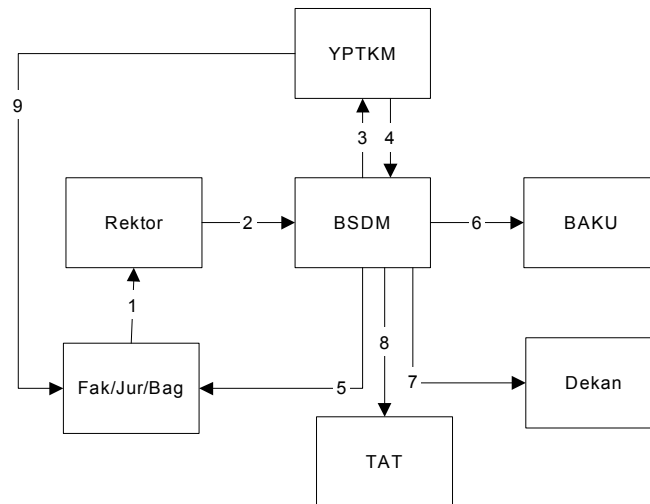 YPTKM
9
3
4
Rektor
2
BSDM
6
BAKU
1
8
Fak/Jur/Bag
5
7
Dekan
TAT